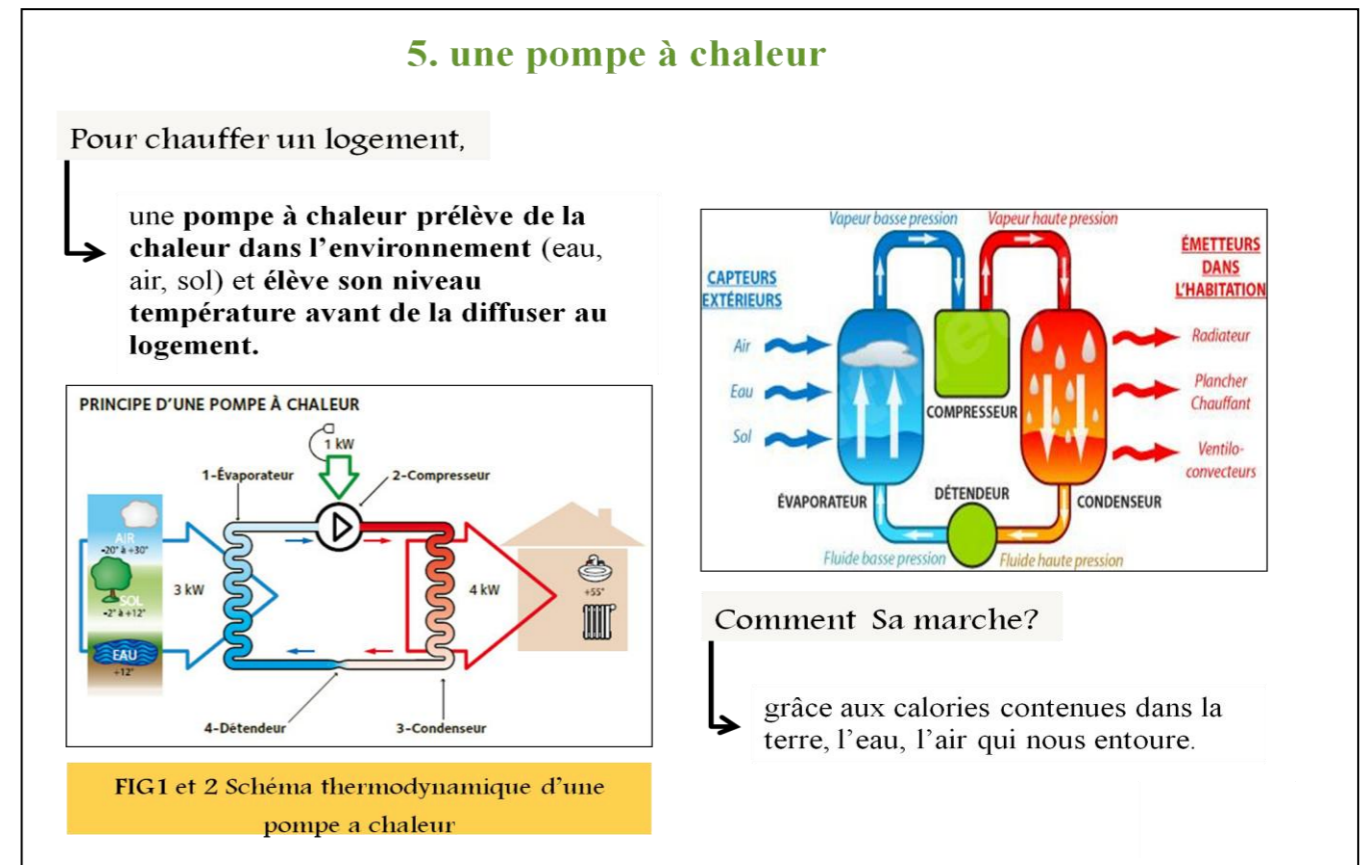 5. une pompe à chaleur
Pour chauffer un logement,
une pompe à chaleur prélève de la
chaleur dans l'environnement (eau,
air, sol) et élève son niveau
température avant de la diffuser au
logement.
PRINCIPE D'UNE POMPE À CHALEUR
1 kW
1-Évaporateur
2-Compresseur
AIR
-20° à +30°
SOL
-2° à +12°
EAU
+12°
3 kW
4 kW
+55°
4-Détendeur
3-Condenseur
FIG1 et 2 Schéma thermodynamique d'une
pompe a chaleur
Vapeur basse pression
Vapeur haute pression
CAPTEURS
EXTÉRIEURS
ÉMETTEURS
DANS
L'HABITATION
Air
Eau
Sol
COMPRESSEUR
Radiateur
Plancher
Chauffant
Ventilo-
convecteurs
ÉVAPORATEUR
DÉTENDEUR
CONDENSEUR
Fluide basse pression
Fluide haute pression
Comment Sa marche?
grâce aux calories contenues dans la
terre, l'eau, l'air qui nous entoure.